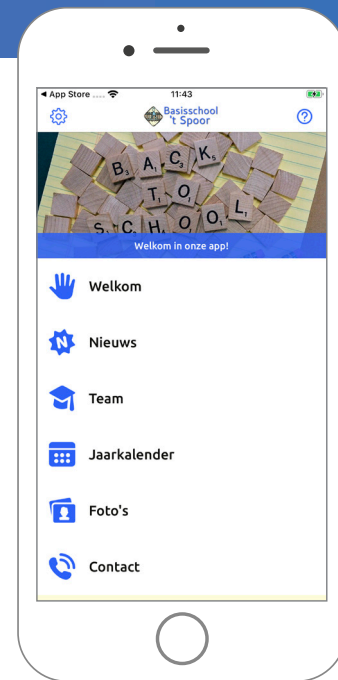 App Store ....
11:43
Basisschool
't Spoor
BACK
TO
SCHOOL
Welkom in onze app!
Welkom
N
Nieuws
Team
Jaarkalender
Foto's
Contact